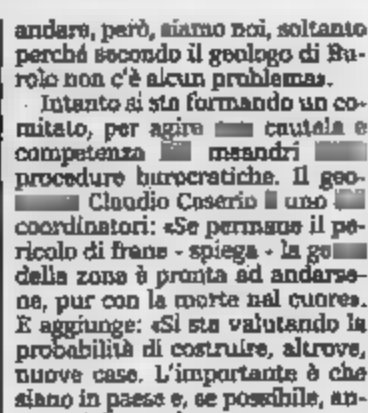 andare, però, siamo noi, soltanto
perché secondo il geologo di Bu-
rolo non c'è alcun problema».
Intanto si sta formando un co-
mitato, per agire cautela e
competenza meandri
procedure burocratiche. Il geo-
Claudio Caserio uno
coordinatori: «Se permane il pe-
ricolo di frane - spiega - la
della zona è pronta ad andarse-
ne, pur con la morte nel cuore».
E aggiunge: «Si sta valutando la
probabilità di costruire, altrove,
nuove case. L'importante è che
siano in paese e, se possibile, an-